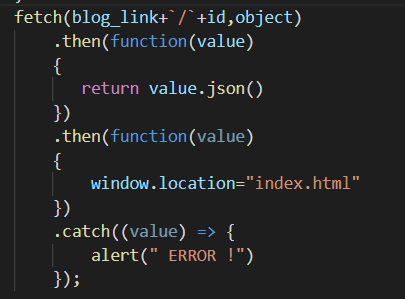 fetch(blog_link+`/`+id,object)
.then(function(value)
{
return value.json()
})
.then(function(value)
{
window.location="index.html"
})
.catch((value) => {
alert(" ERROR !")
});